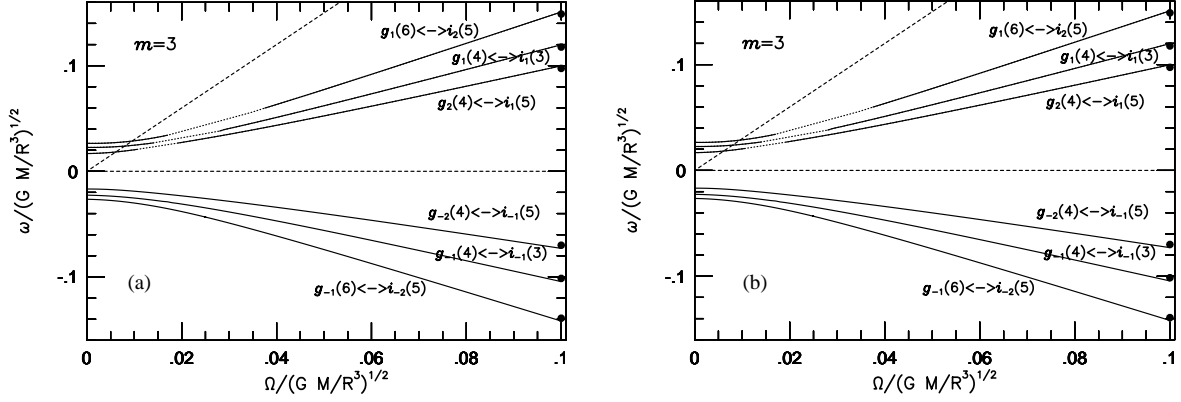 m=3
g₁(6)<->i₂(5)
g₁(4)<->i₁(3)
g₂(4)<->i₁(5)
g₋₂(4)<->i₋₁(5)
g₋₁(4)<->i₋₁(3)
g₋₁(6)<->i₋₂(5)
(a)
.1
0
-.1
ω/(G M/R³)^1/2
0 .02 .04 .06 .08 .1
Ω/(G M/R³)^1/2
m=3
g₁(6)<->i₂(5)
g₁(4)<->i₁(3)
g₂(4)<->i₁(5)
g₋₂(4)<->i₋₁(5)
g₋₁(4)<->i₋₁(3)
g₋₁(6)<->i₋₂(5)
(b)
.1
0
-.1
ω/(G M/R³)^1/2
0 .02 .04 .06 .08 .1
Ω/(G M/R³)^1/2